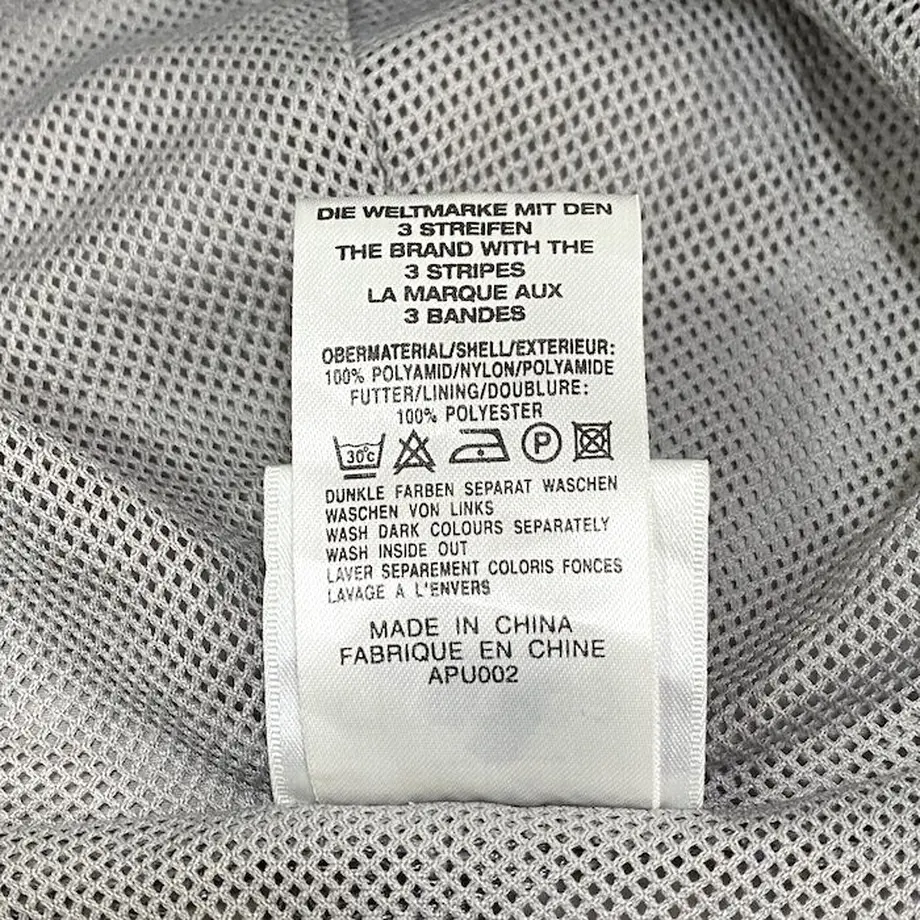 DIE WELTMARKE MIT DEN
3 STREIFEN
THE BRAND WITH THE
3 STRIPES
LA MARQUE AUX
3 BANDES
OBERMATERIAL/SHELL/EXTERIEUR:
100% POLYAMID/NYLON/POLYAMIDE
FUTTER/LINING/DOUBLURE:
100% POLYESTER
30°C P
DUNKLE FARBEN SEPARAT WASCHEN
WASCHEN VON LINKS
WASH DARK COLOURS SEPARATELY
WASH INSIDE OUT
LAVER SEPAREMENT COLORIS FONCES
LAVAGE A L'ENVERS
MADE IN CHINA
FABRIQUE EN CHINE
APU002